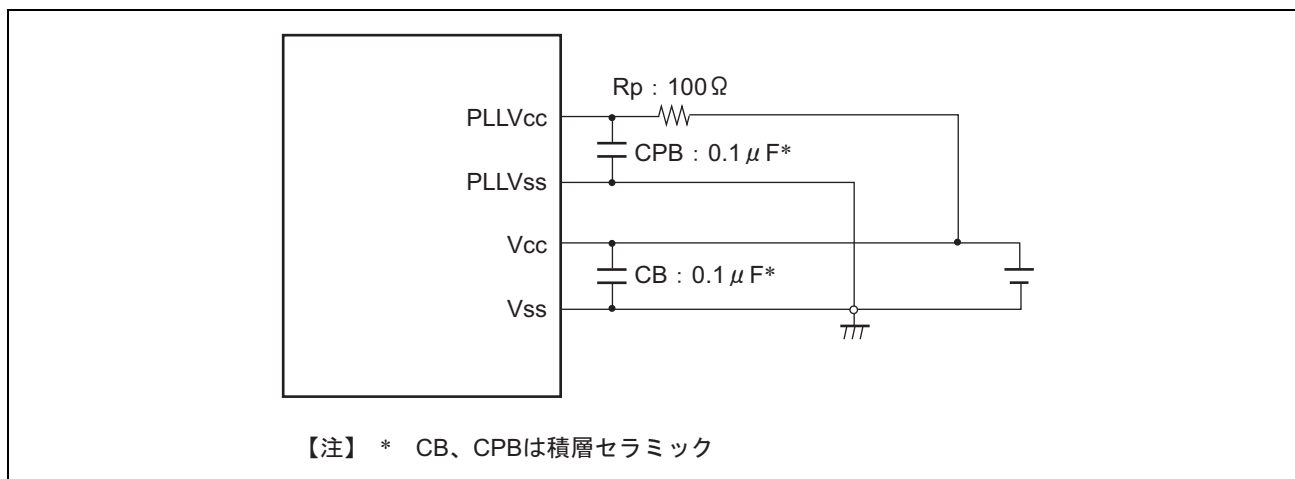 Rp：100Ω
PLLVcc
CPB：0.1μF*
PLLVss
Vcc
CB：0.1μF*
Vss
【注】 * CB、CPBは積層セラミック